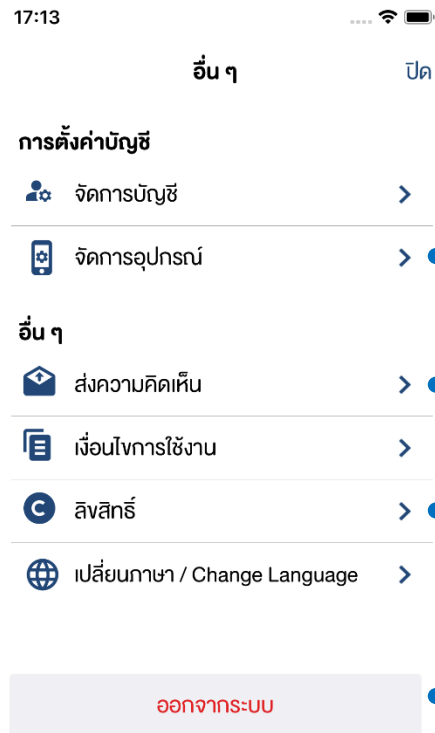 17:13
อื่น ๆ
ปิด
การตั้งค่าบัญชี
จัดการบัญชี
จัดการอุปกรณ์
อื่น ๆ
ส่งความคิดเห็น
เงื่อนไขการใช้งาน
ลิขสิทธิ์
เปลี่ยนภาษา / Change Language
ออกจากระบบ